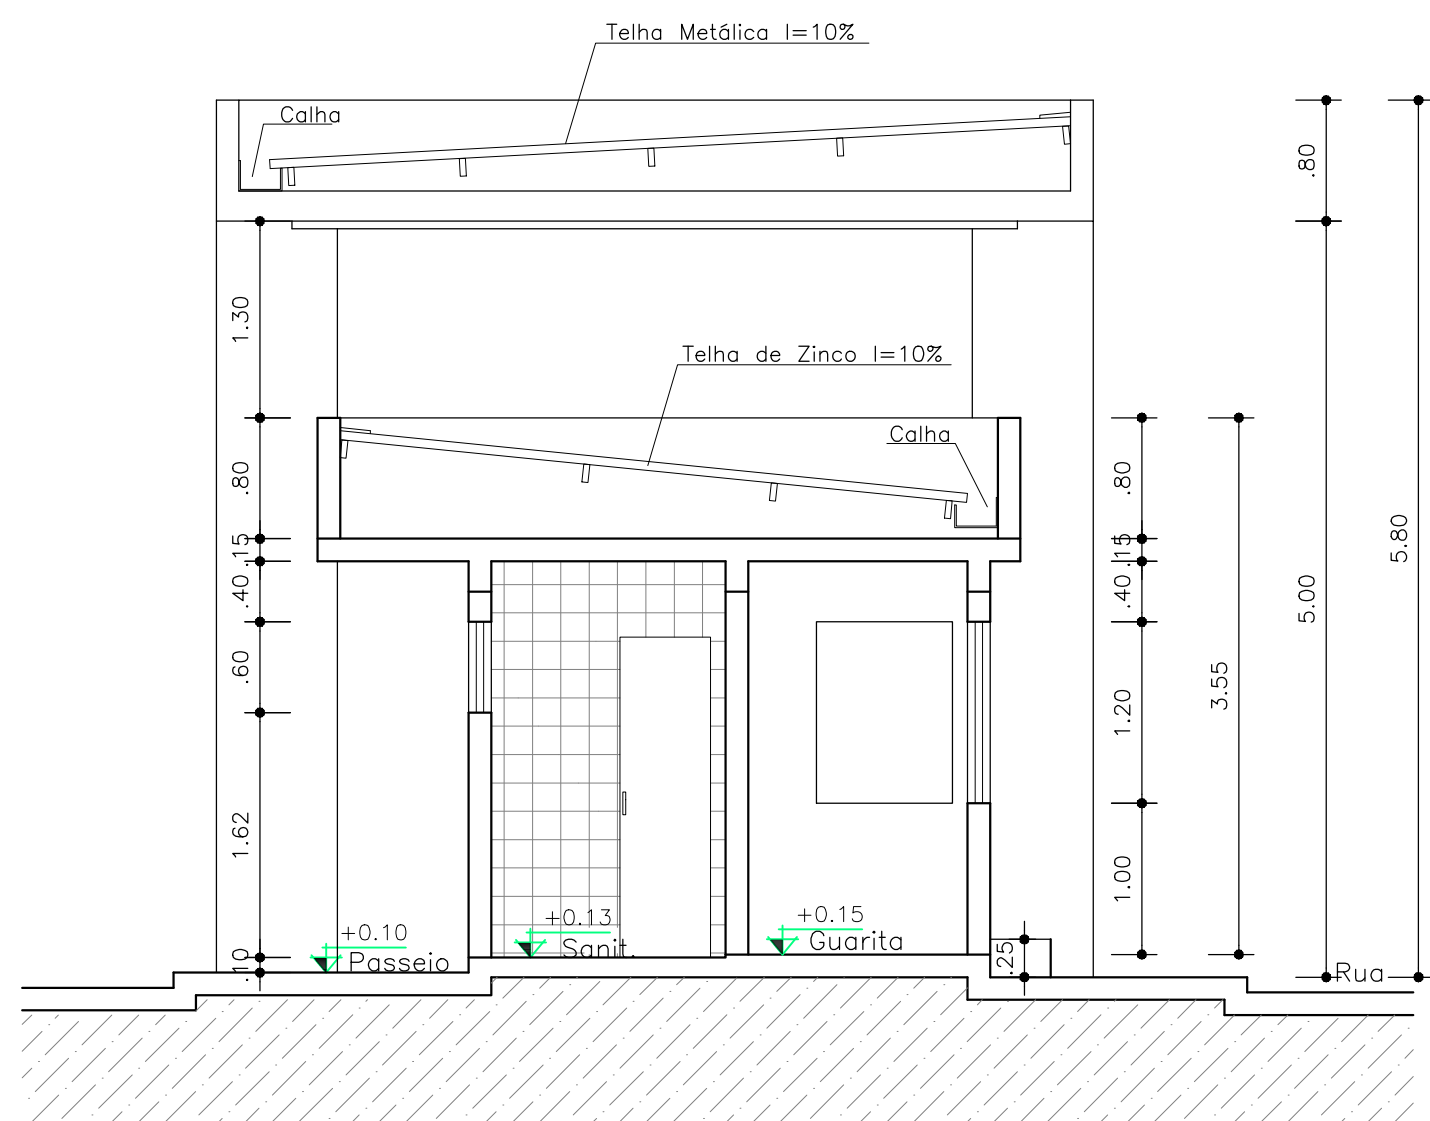 Telha Metálica I=10%
Calha
.80
1.30
Telha de Zinco I=10%
Calha
.80
.80
5.80
.15
.15
.40
.40
5.00
.60
3.55
1.20
1.62
1.00
+0.10
+0.13
+0.15
Passeio
Sanit.
Guarita
.10
.25
Rua